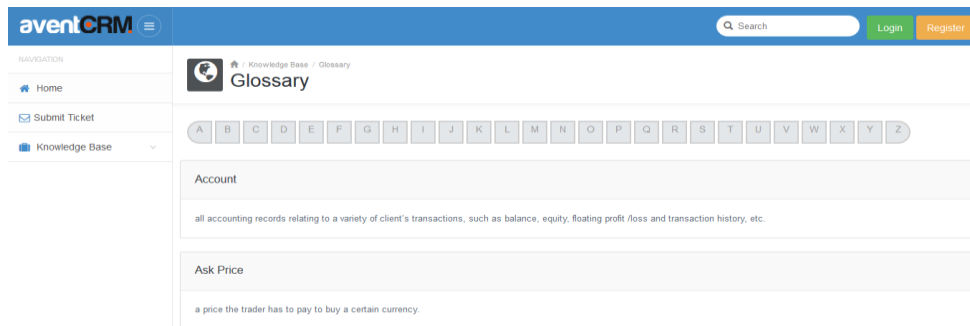 aventCRM
Search
Login
Register
NAVIGATION
Home
Submit Ticket
Knowledge Base
/ Knowledge Base / Glossary
Glossary
A B C D E F G H I J K L M N O P Q R S T U V W X Y Z
Account
all accounting records relating to a variety of client's transactions, such as balance, equity, floating profit /loss and transaction history, etc.
Ask Price
a price the trader has to pay to buy a certain currency.